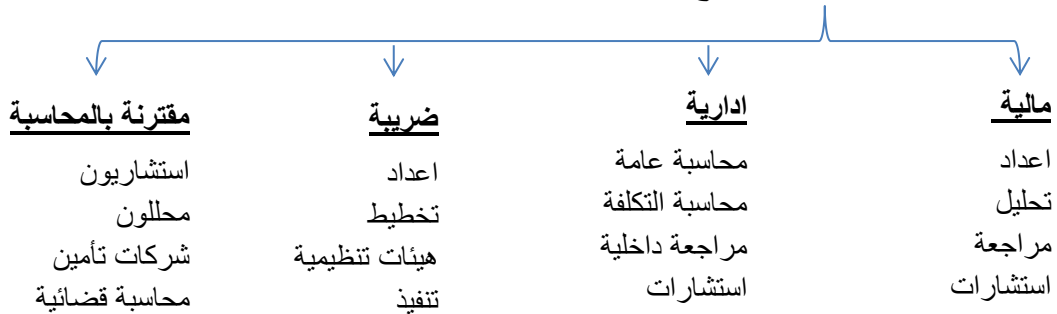 مالية
اعداد
تحليل
مراجعة
استشارات
ادارية
محاسبة عامة
محاسبة التكلفة
مراجعة داخلية
استشارات
ضريبة
اعداد
تخطيط
هيئات تنظيمية
تنفيذ
مقترنة بالمحاسبة
استشاريون
محللون
شركات تأمين
محاسبة قضائية